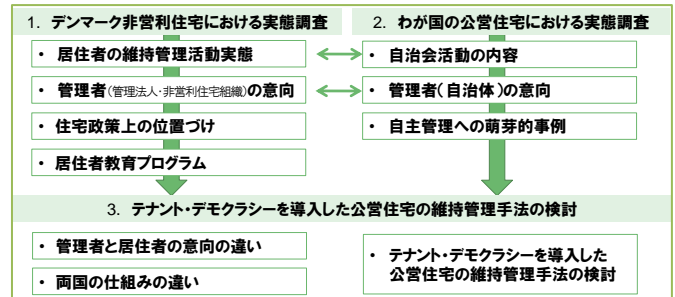 1. デンマーク非営利住宅における実態調査
・ 居住者の維持管理活動実態
・ 管理者(管理法人・非営利住宅組織)の意向
・ 住宅政策上の位置づけ
・ 居住者教育プログラム
2. わが国の公営住宅における実態調査
・ 自治会活動の内容
・ 管理者(自治体)の意向
・ 自主管理への萌芽的事例
3. テナント・デモクラシーを導入した公営住宅の維持管理手法の検討
・ 管理者と居住者の意向の違い
・ 両国の仕組みの違い
・ テナント・デモクラシーを導入した
公営住宅の維持管理手法の検討